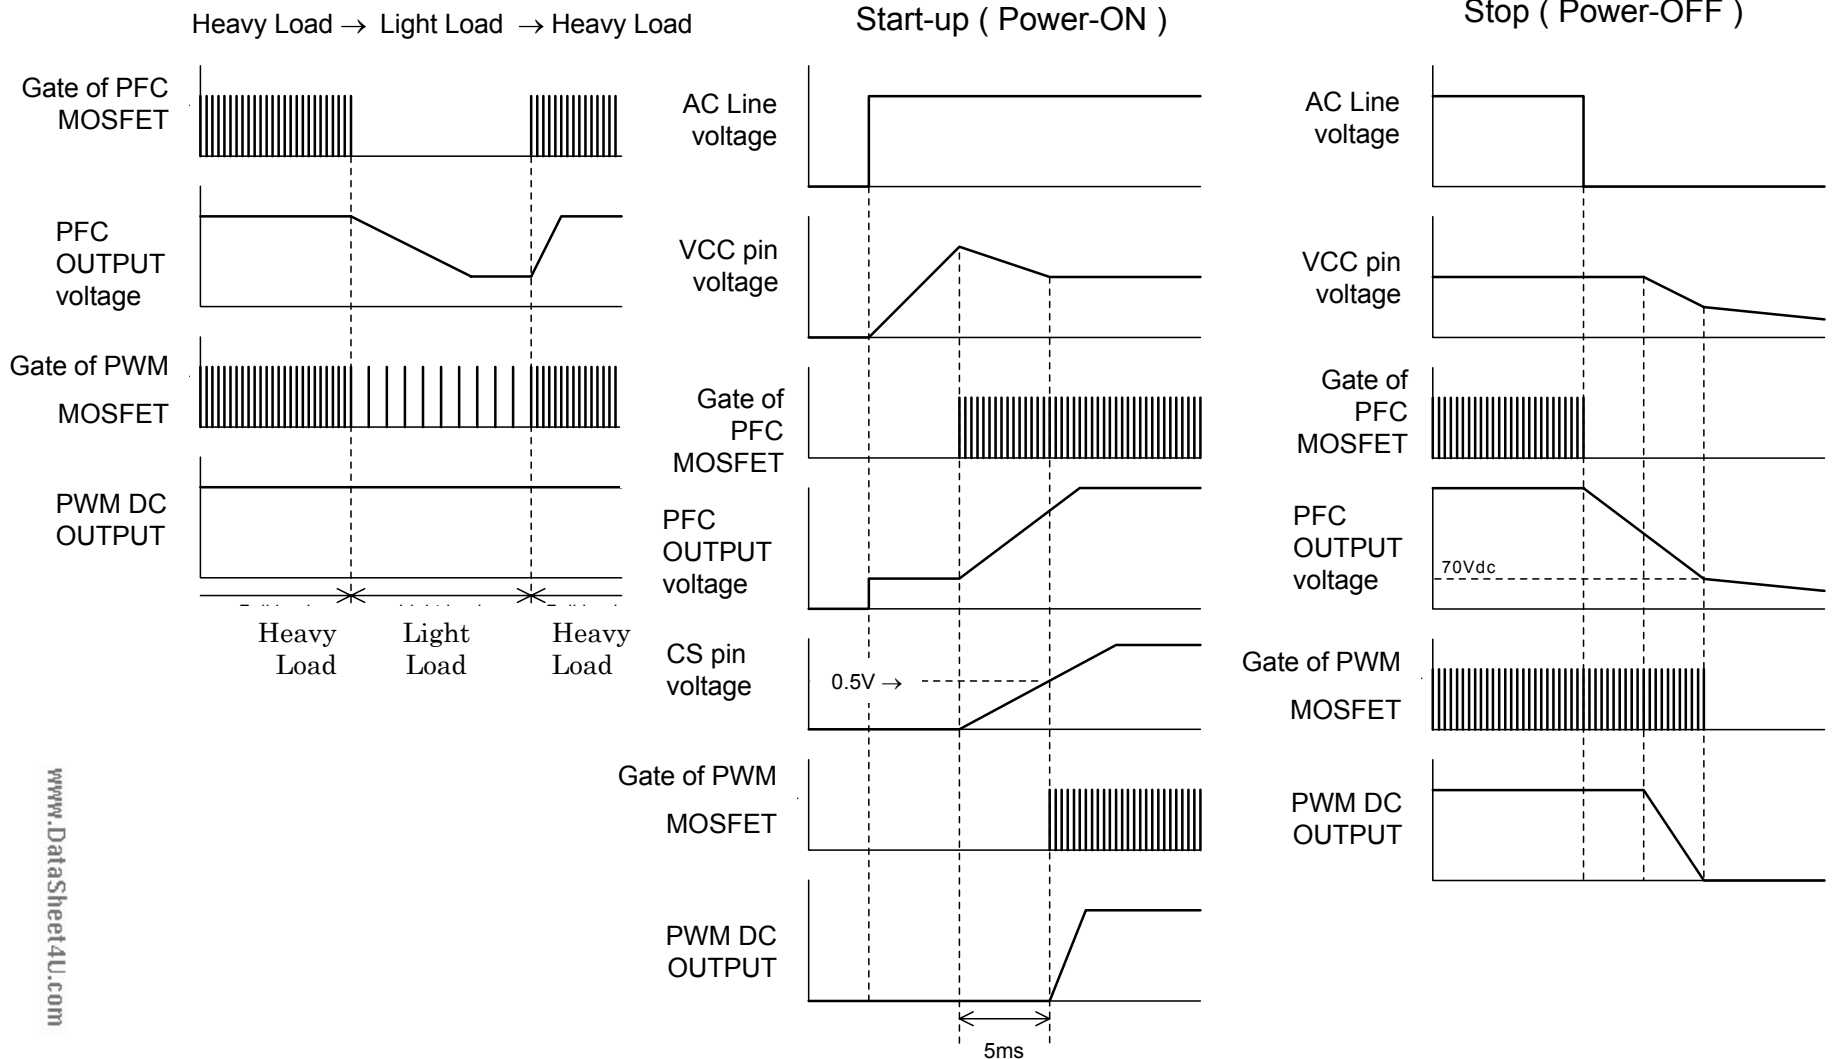 Heavy Load → Light Load → Heavy Load
Gate of PFC
MOSFET
PFC
OUTPUT
voltage
Gate of PWM
MOSFET
PWM DC
OUTPUT
Heavy
Load
Light
Load
Heavy
Load
Start-up ( Power-ON )
AC Line
voltage
VCC pin
voltage
Gate of
PFC
MOSFET
PFC
OUTPUT
voltage
CS pin
voltage
0.5V →
Gate of PWM
MOSFET
PWM DC
OUTPUT
5ms
Stop ( Power-OFF )
AC Line
voltage
VCC pin
voltage
Gate of
PFC
MOSFET
PFC
OUTPUT
voltage
70Vdc
Gate of PWM
MOSFET
PWM DC
OUTPUT
www.DataSheet4U.com